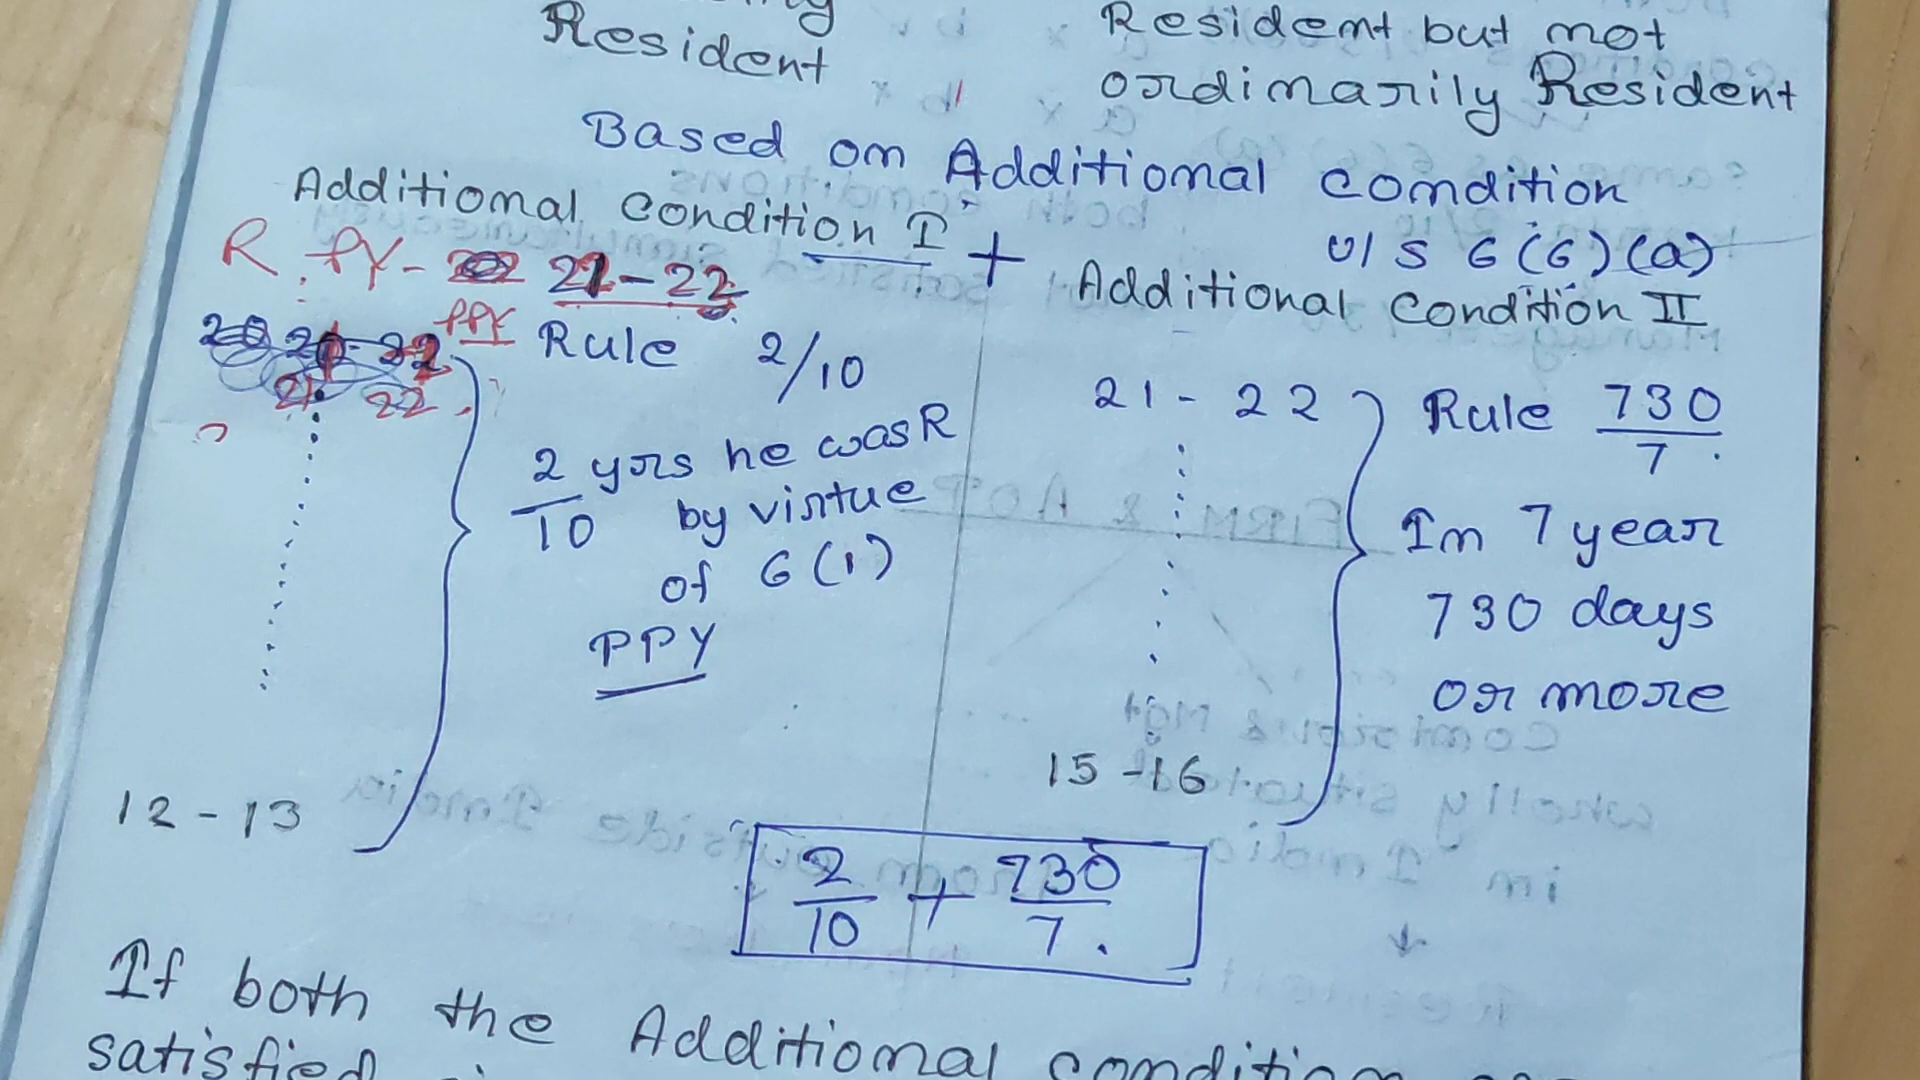 Resident
Resident but not
ordinarily Resident
Based on Additional condition
u/s 6(6)(a)
Additional Condition I +
R. PY- 21-22
PPY Rule 2/10
21 22
2/10 yrs he was R
by virtue
of 6(1)
PPY
12-13
Additional Condition II
21-22 Rule 730/7.
In 7 year
730 days
or more
15-16
2/10 + 730/7.
If both the Additional condition
satisfied